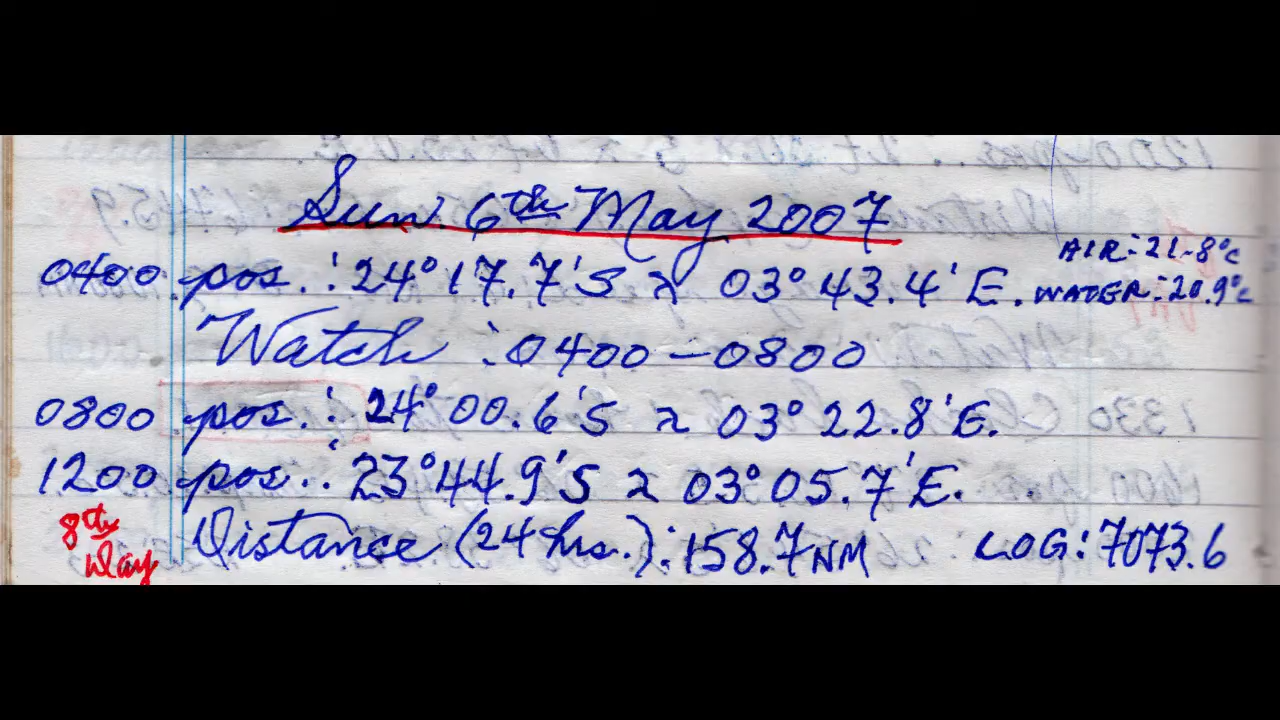 Sun. 6th May 2007
AIR: 21.8°C
0400 pos.: 24° 17.7'S & 03° 43.4'E. WATER: 20.9°C
Watch: 0400 - 0800
0800 pos.: 24° 00.6'S & 03° 22.8'E.
1200 pos.: 23° 44.9'S & 03° 05.7'E.
8th Day Distance (24 hrs.): 158.7NM LOG: 7073.6